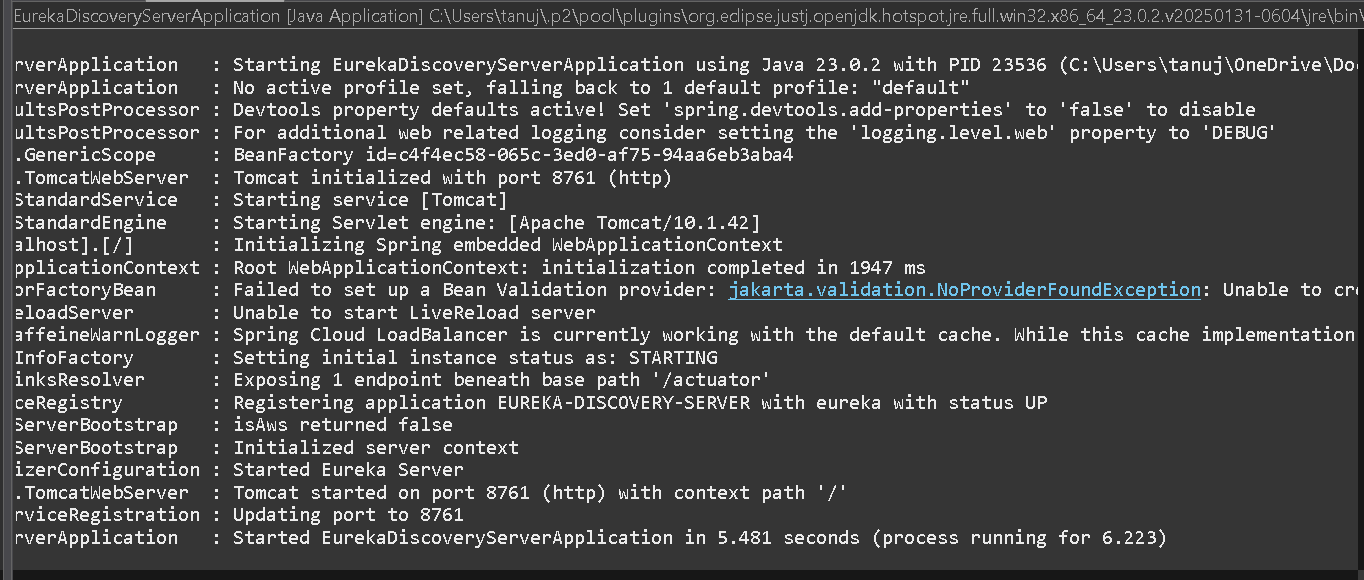 EurekaDiscoveryServerApplication [Java Application] C:\Users\tanuj\.p2\pool\plugins\org.eclipse.justj.openjdk.hotspot.jre.full.win32.x86_64_23.0.2.v20250131-0604\jre\bin\
rverApplication   : Starting EurekaDiscoveryServerApplication using Java 23.0.2 with PID 23536 (C:\Users\tanuj\OneDrive\Doc
rverApplication   : No active profile set, falling back to 1 default profile: "default"
ultsPostProcessor : Devtools property defaults active! Set 'spring.devtools.add-properties' to 'false' to disable
ultsPostProcessor : For additional web related logging consider setting the 'logging.level.web' property to 'DEBUG'
.GenericScope     : BeanFactory id=c4f4ec58-065c-3ed0-af75-94aa6eb3aba4
.TomcatWebServer  : Tomcat initialized with port 8761 (http)
StandardService   : Starting service [Tomcat]
StandardEngine    : Starting Servlet engine: [Apache Tomcat/10.1.42]
alhost].[/]       : Initializing Spring embedded WebApplicationContext
pplicationContext : Root WebApplicationContext: initialization completed in 1947 ms
orFactoryBean     : Failed to set up a Bean Validation provider: jakarta.validation.NoProviderFoundException: Unable to cre
eloadServer       : Unable to start LiveReload server
affeineWarnLogger : Spring Cloud LoadBalancer is currently working with the default cache. While this cache implementation
InfoFactory       : Setting initial instance status as: STARTING
inksResolver      : Exposing 1 endpoint beneath base path '/actuator'
ceRegistry        : Registering application EUREKA-DISCOVERY-SERVER with eureka with status UP
ServerBootstrap   : isAws returned false
ServerBootstrap   : Initialized server context
izerConfiguration : Started Eureka Server
.TomcatWebServer  : Tomcat started on port 8761 (http) with context path '/'
rviceRegistration : Updating port to 8761
rverApplication   : Started EurekaDiscoveryServerApplication in 5.481 seconds (process running for 6.223)